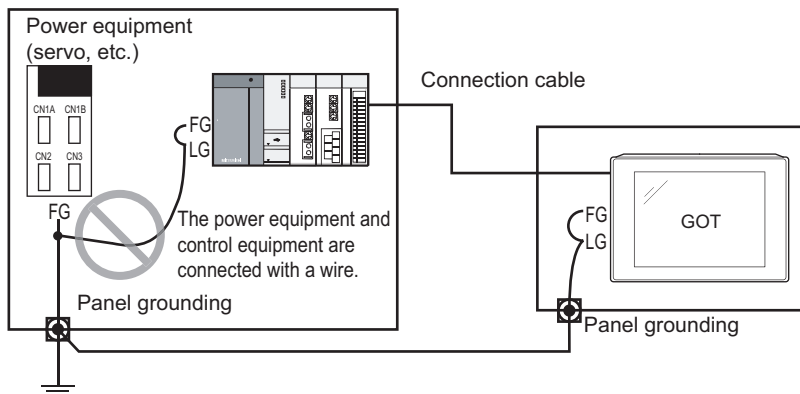 Power equipment
(servo, etc.)
CN1A CN1B
CN2 CN3
FG
FG
LG
The power equipment and
control equipment are
connected with a wire.
Panel grounding
Connection cable
FG
LG
GOT
Panel grounding